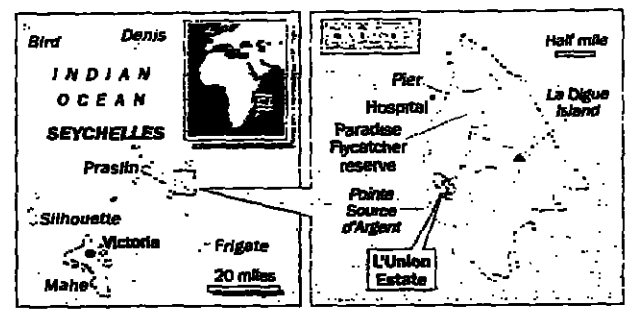 Bird
Denis
INDIAN
OCEAN
SEYCHELLES
Praslin
Silhouette
Victoria
Frigate
Mahe
20 miles
Half mile
Pier
La Digue
Island
Hospital
Paradise
Flycatcher
reserve
Pointe
Source
d'Argent
L'Union
Estate